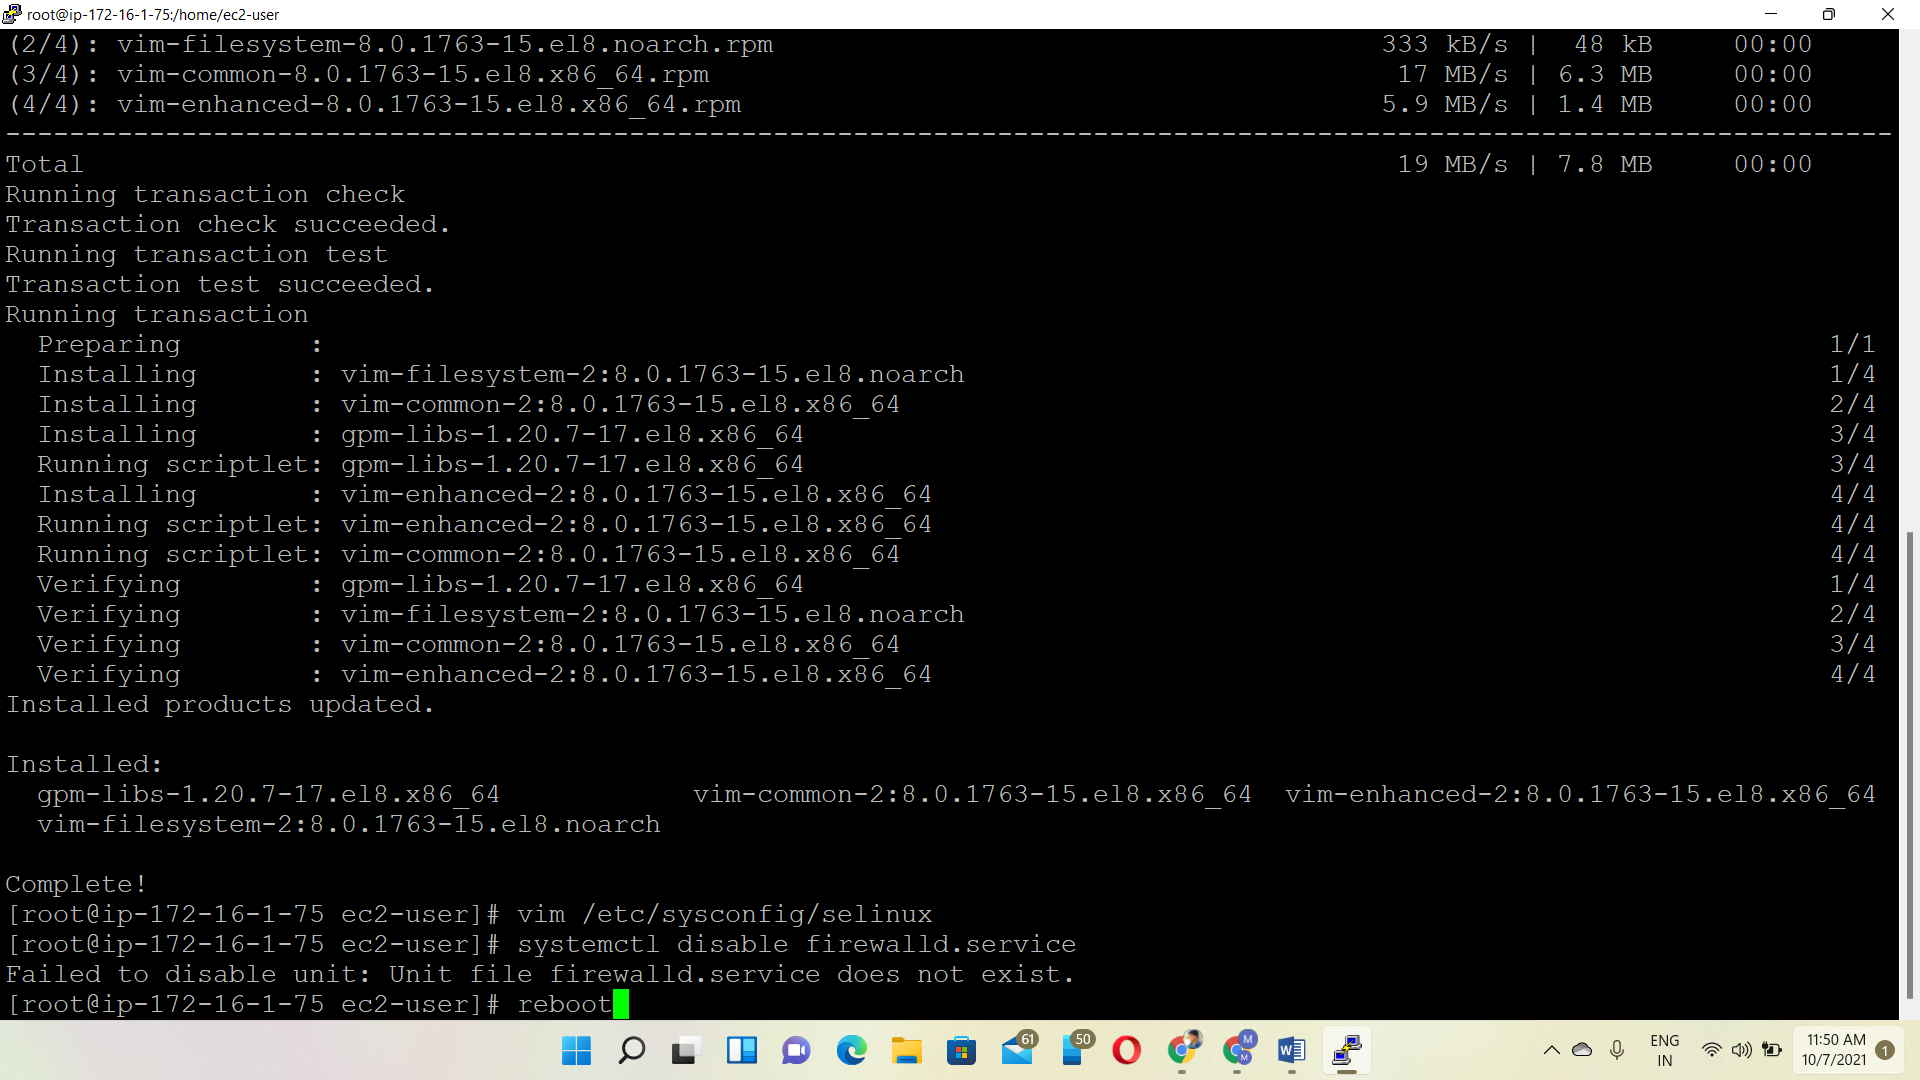 root@ip-172-16-1-75:/home/ec2-user
(2/4): vim-filesystem-8.0.1763-15.el8.noarch.rpm 333 kB/s | 48 kB 00:00
(3/4): vim-common-8.0.1763-15.el8.x86_64.rpm 17 MB/s | 6.3 MB 00:00
(4/4): vim-enhanced-8.0.1763-15.el8.x86_64.rpm 5.9 MB/s | 1.4 MB 00:00
--------------------------------------------------------------------------------------------------------------------
Total 19 MB/s | 7.8 MB 00:00
Running transaction check
Transaction check succeeded.
Running transaction test
Transaction test succeeded.
Running transaction
Preparing : 1/1
Installing : vim-filesystem-2:8.0.1763-15.el8.noarch 1/4
Installing : vim-common-2:8.0.1763-15.el8.x86_64 2/4
Installing : gpm-libs-1.20.7-17.el8.x86_64 3/4
Running scriptlet: gpm-libs-1.20.7-17.el8.x86_64 3/4
Installing : vim-enhanced-2:8.0.1763-15.el8.x86_64 4/4
Running scriptlet: vim-enhanced-2:8.0.1763-15.el8.x86_64 4/4
Running scriptlet: vim-common-2:8.0.1763-15.el8.x86_64 4/4
Verifying : gpm-libs-1.20.7-17.el8.x86_64 1/4
Verifying : vim-filesystem-2:8.0.1763-15.el8.noarch 2/4
Verifying : vim-common-2:8.0.1763-15.el8.x86_64 3/4
Verifying : vim-enhanced-2:8.0.1763-15.el8.x86_64 4/4
Installed products updated.
Installed:
gpm-libs-1.20.7-17.el8.x86_64 vim-common-2:8.0.1763-15.el8.x86_64 vim-enhanced-2:8.0.1763-15.el8.x86_64
vim-filesystem-2:8.0.1763-15.el8.noarch
Complete!
[root@ip-172-16-1-75 ec2-user]# vim /etc/sysconfig/selinux
[root@ip-172-16-1-75 ec2-user]# systemctl disable firewalld.service
Failed to disable unit: Unit file firewalld.service does not exist.
[root@ip-172-16-1-75 ec2-user]# reboot
61 50 M M W ENG 11:50 AM
IN 10/7/2021 1